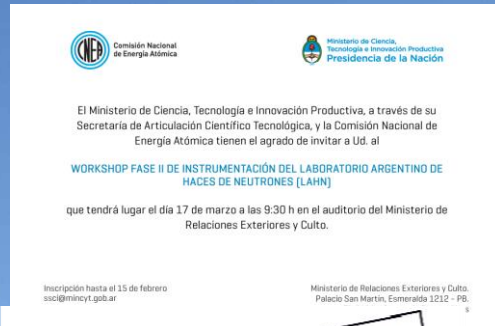 CNEA
Comisión Nacional
de Energía Atómica
Ministerio de Ciencia,
Tecnología e Innovación Productiva
Presidencia de la Nación
El Ministerio de Ciencia, Tecnología e Innovación Productiva, a través de su
Secretaría de Articulación Científico Tecnológica, y la Comisión Nacional de
Energía Atómica tienen el agrado de invitar a Ud. al
WORKSHOP FASE II DE INSTRUMENTACIÓN DEL LABORATORIO ARGENTINO DE
HACES DE NEUTRONES (LAHN)
que tendrá lugar el día 17 de marzo a las 9:30 h en el auditorio del Ministerio de
Relaciones Exteriores y Culto.
Inscripción hasta el 15 de febrero
ssci@mincyt.gob.ar
Ministerio de Relaciones Exteriores y Culto.
Palacio San Martín, Esmeralda 1212 - PB.
5